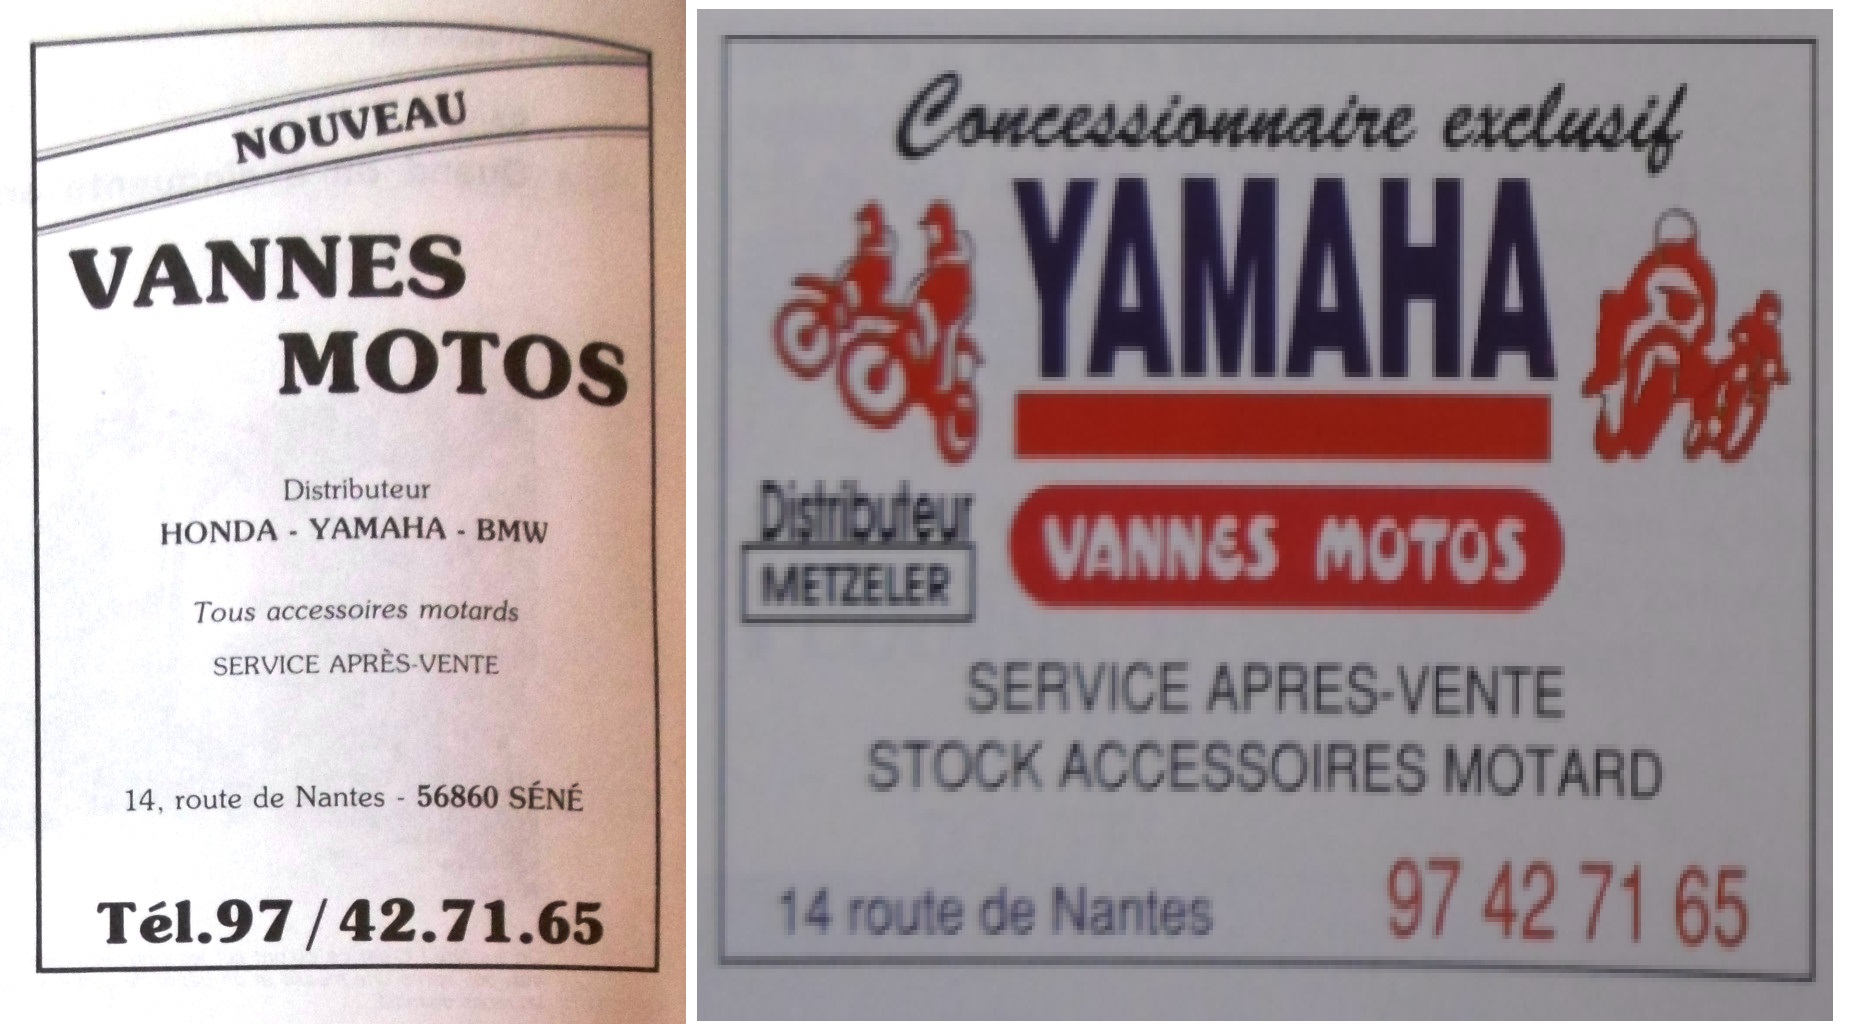 NOUVEAU
VANNES
MOTOS
Distributeur
HONDA - YAMAHA - BMW
Tous accessoires motards
SERVICE APRÈS-VENTE
14, route de Nantes - 56860 SÉNÉ
Tél.97/42.71.65
Concessionnaire exclusif
YAMAHA
Distributeur
METZELER
VANNES MOTOS
SERVICE APRES-VENTE
STOCK ACCESSOIRES MOTARD
14 route de Nantes
97 42 71 65